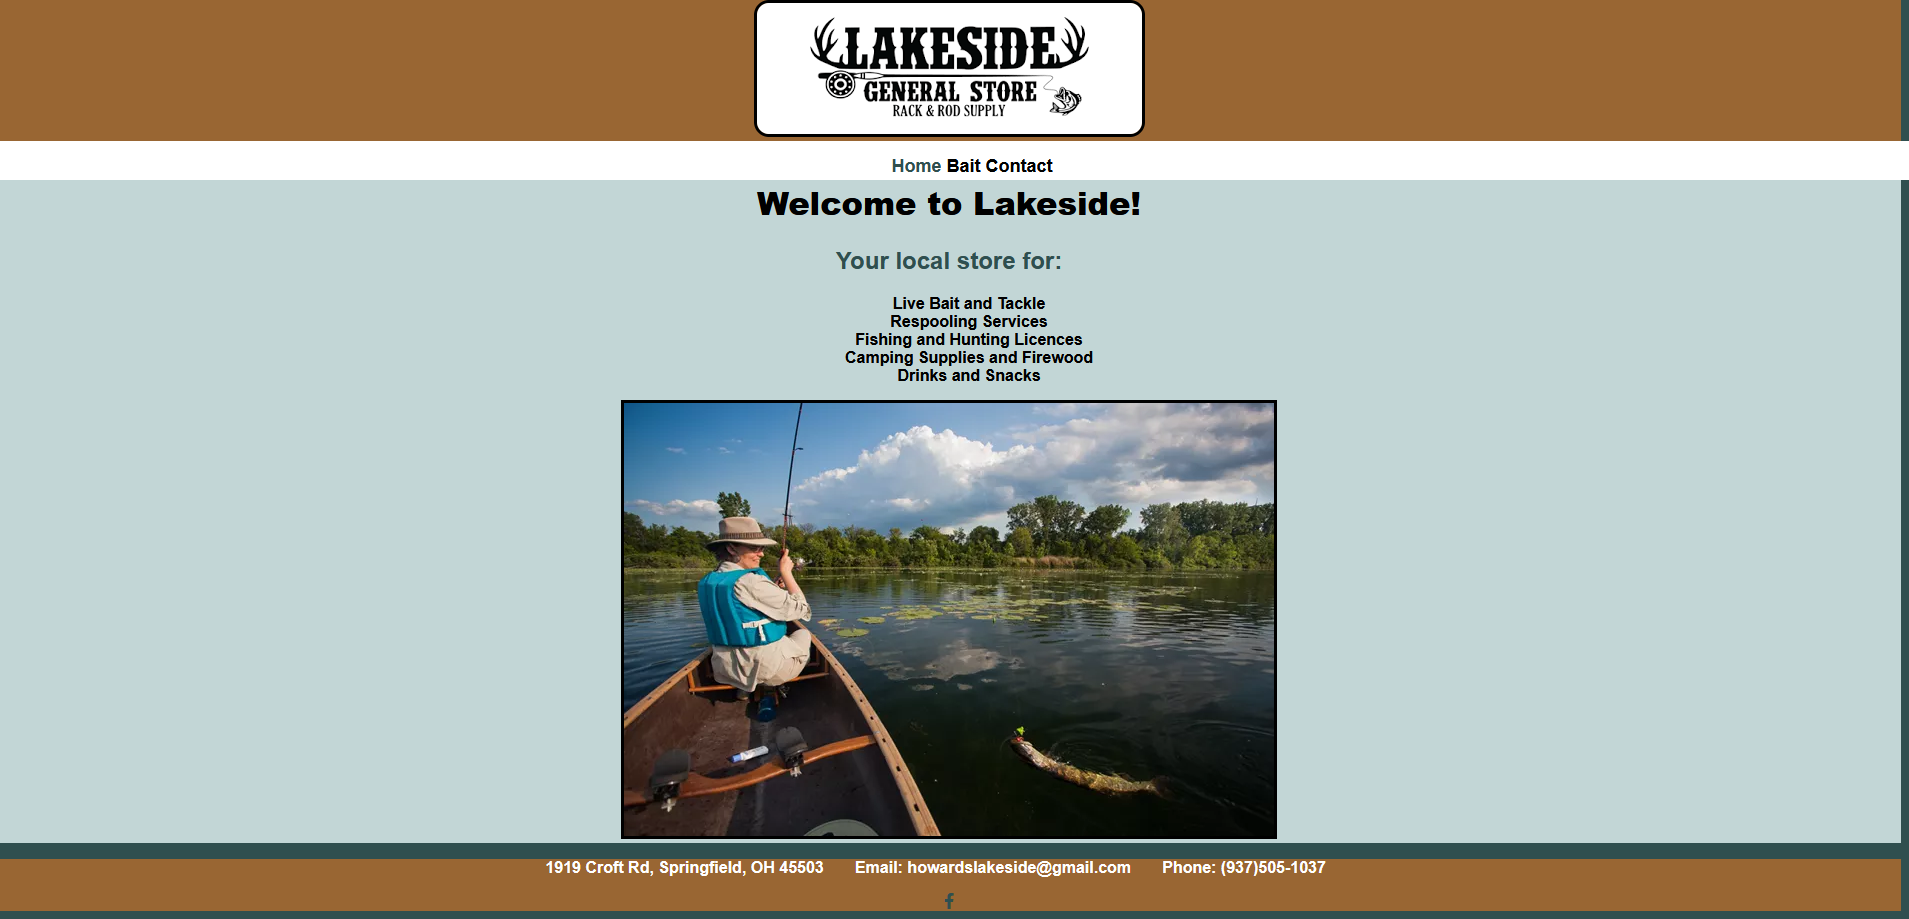 LAKESIDE
GENERAL STORE
RACK & ROD SUPPLY
Home Bait Contact
Welcome to Lakeside!
Your local store for:
Live Bait and Tackle
Respooling Services
Fishing and Hunting Licences
Camping Supplies and Firewood
Drinks and Snacks
1919 Croft Rd, Springfield, OH 45503 Email: howardslakeside@gmail.com Phone: (937)505-1037